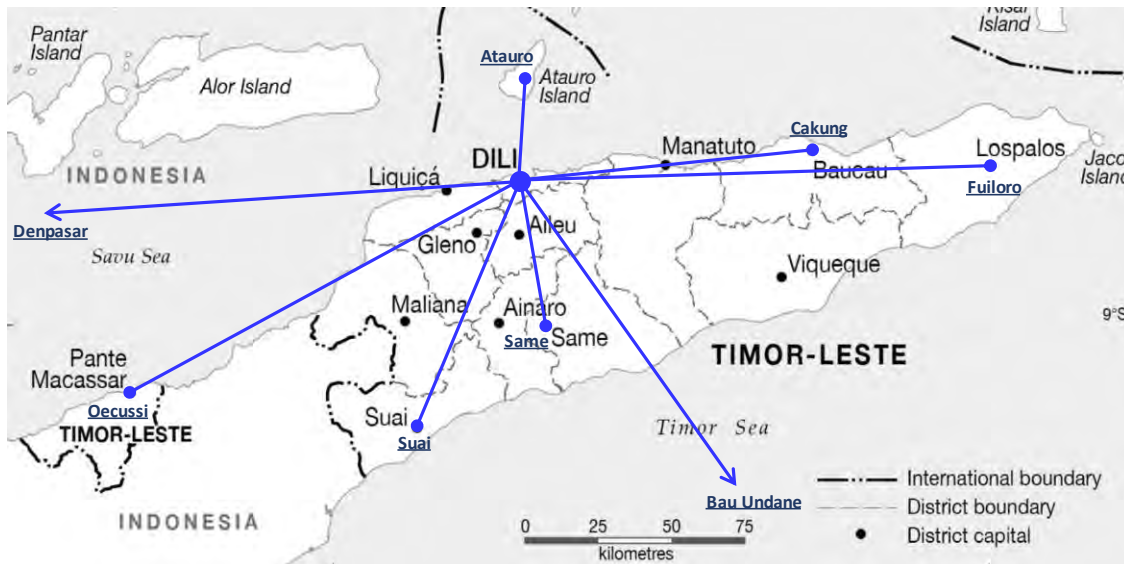 Pantar
Island
Alor Island
Atauro
Atauro
Island
Kisar
Island
INDONESIA
DILI
Liquiçá
Manatuto
Cakung
Baucau
Lospalos
Fuiloro
Jaco
Island
Denpasar
Savu Sea
Gleno
Aileu
Viqueque
Maliana
Ainaro
Same
Same
9°S
TIMOR-LESTE
Pante
Macassar
Oecussi
TIMOR-LESTE
Suai
Suai
Timor Sea
Bau Undane
INDONESIA
0 25 50 75
kilometres
International boundary
District boundary
District capital